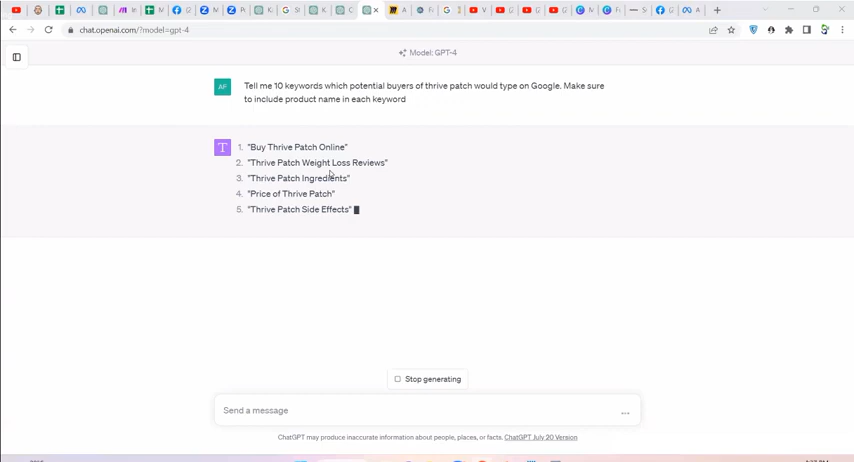 chat.openai.com/?model=gpt-4
Model: GPT-4
AF
Tell me 10 keywords which potential buyers of thrive patch would type on Google. Make sure
to include product name in each keyword
T
1. "Buy Thrive Patch Online"
2. "Thrive Patch Weight Loss Reviews"
3. "Thrive Patch Ingredients"
4. "Price of Thrive Patch"
5. "Thrive Patch Side Effects"
Stop generating
Send a message
ChatGPT may produce inaccurate information about people, places, or facts. ChatGPT July 20 Version